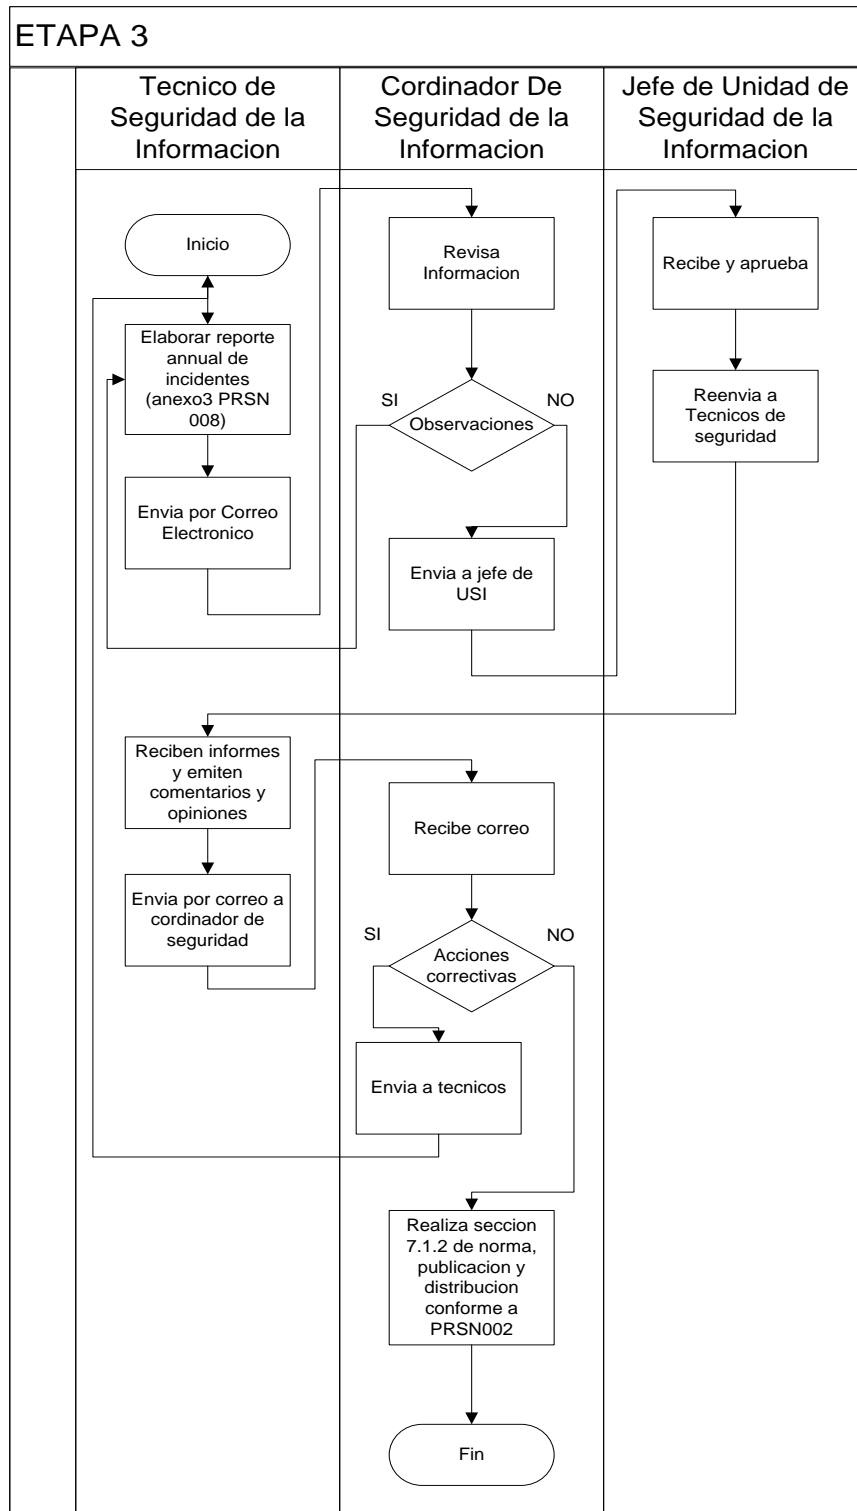 ETAPA 3
Tecnico de
Seguridad de la
Informacion
Cordinador De
Seguridad de la
Informacion
Jefe de Unidad de
Seguridad de la
Informacion
Inicio
Revisa
Informacion
Recibe y aprueba
Elaborar reporte
annual de
incidentes
(anexo3 PRSN
008)
SI
NO
Observaciones
Reenvia a
Tecnicos de
seguridad
Envia por Correo
Electronico
Envia a jefe de
USI
Reciben informes
y emiten
comentarios y
opiniones
Recibe correo
Envia por correo a
cordinador de
seguridad
SI
NO
Acciones
correctivas
Envia a tecnicos
Realiza seccion
7.1.2 de norma,
publicacion y
distribucion
conforme a
PRSN002
Fin